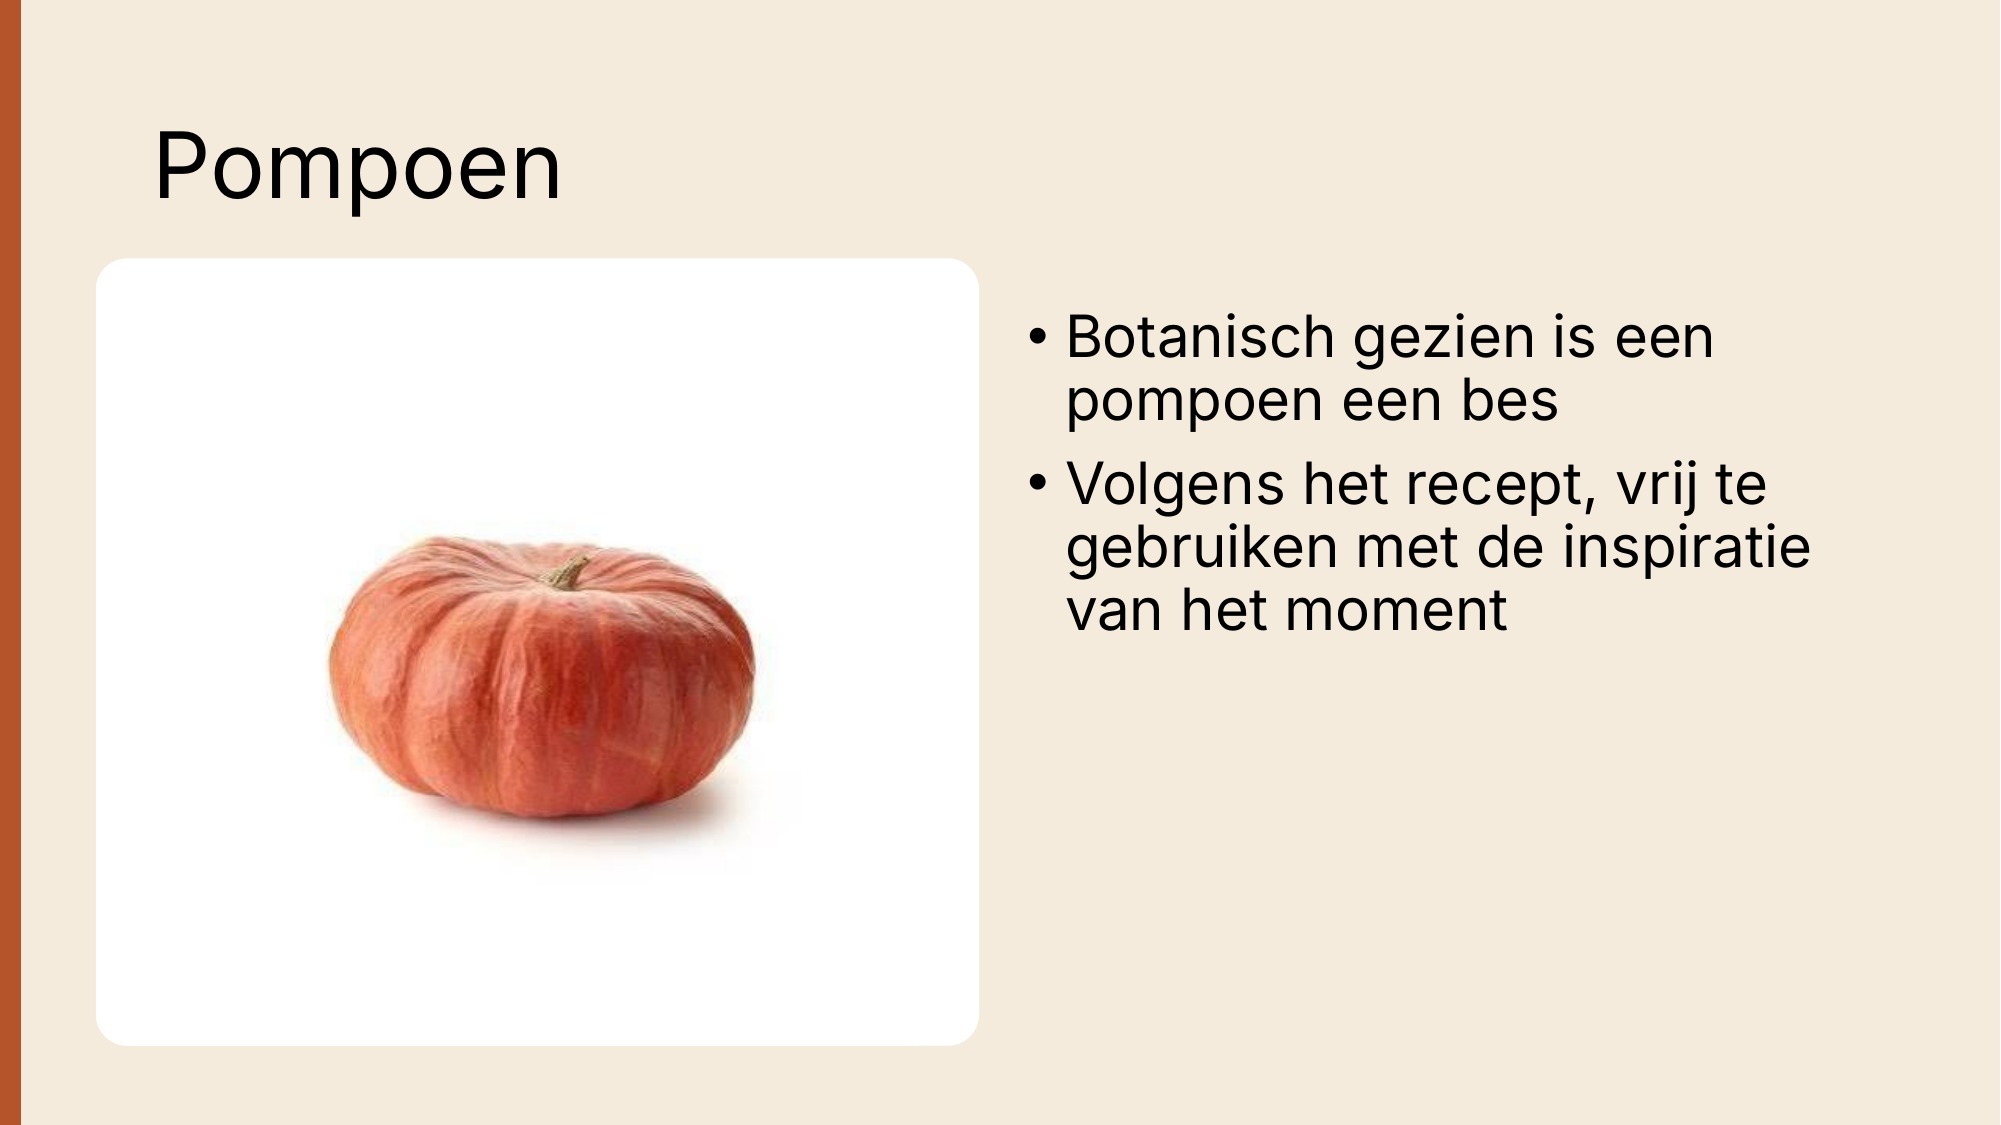 Pompoen
• Botanisch gezien is een
pompoen een bes
• Volgens het recept, vrij te
gebruiken met de inspiratie
van het moment